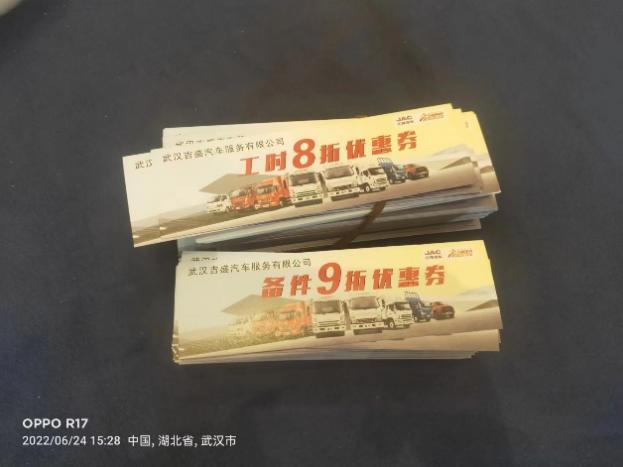 武汉吉盛汽车服务有限公司
JAC
工时8折优惠券
武汉吉盛汽车服务有限公司
JAC
备件9折优惠券
OPPO R17
2022/06/24 15:28 中国, 湖北省, 武汉市